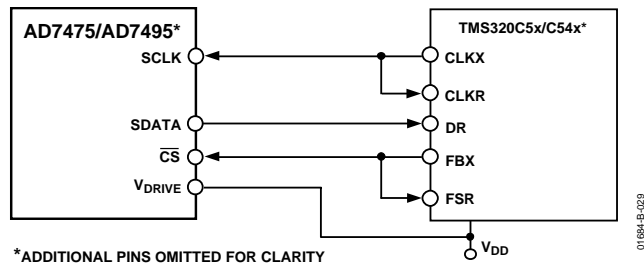 AD7475/AD7495*
TMS320C5x/C54x*
SCLK
CLKX
CLKR
SDATA
DR
CS
FBX
VDRIVE
FSR
VDD
*ADDITIONAL PINS OMITTED FOR CLARITY
01684-B-029